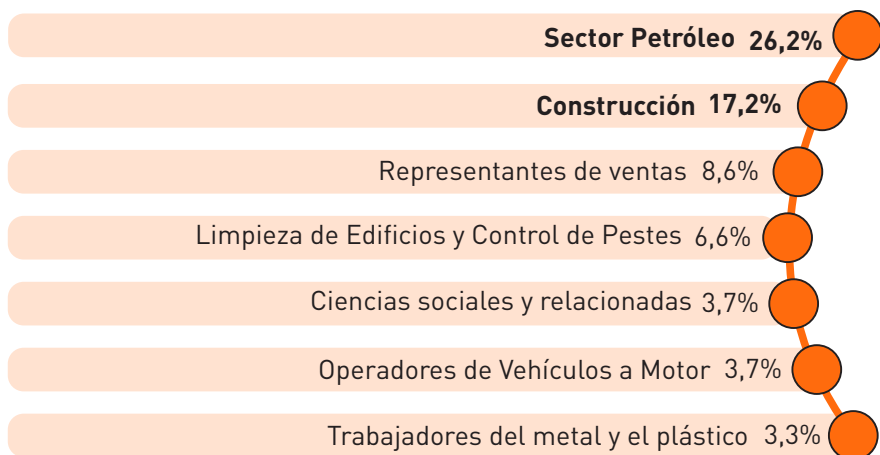 Sector Petróleo 26,2%
Construcción 17,2%
Representantes de ventas 8,6%
Limpieza de Edificios y Control de Pestes 6,6%
Ciencias sociales y relacionadas 3,7%
Operadores de Vehículos a Motor 3,7%
Trabajadores del metal y el plástico 3,3%